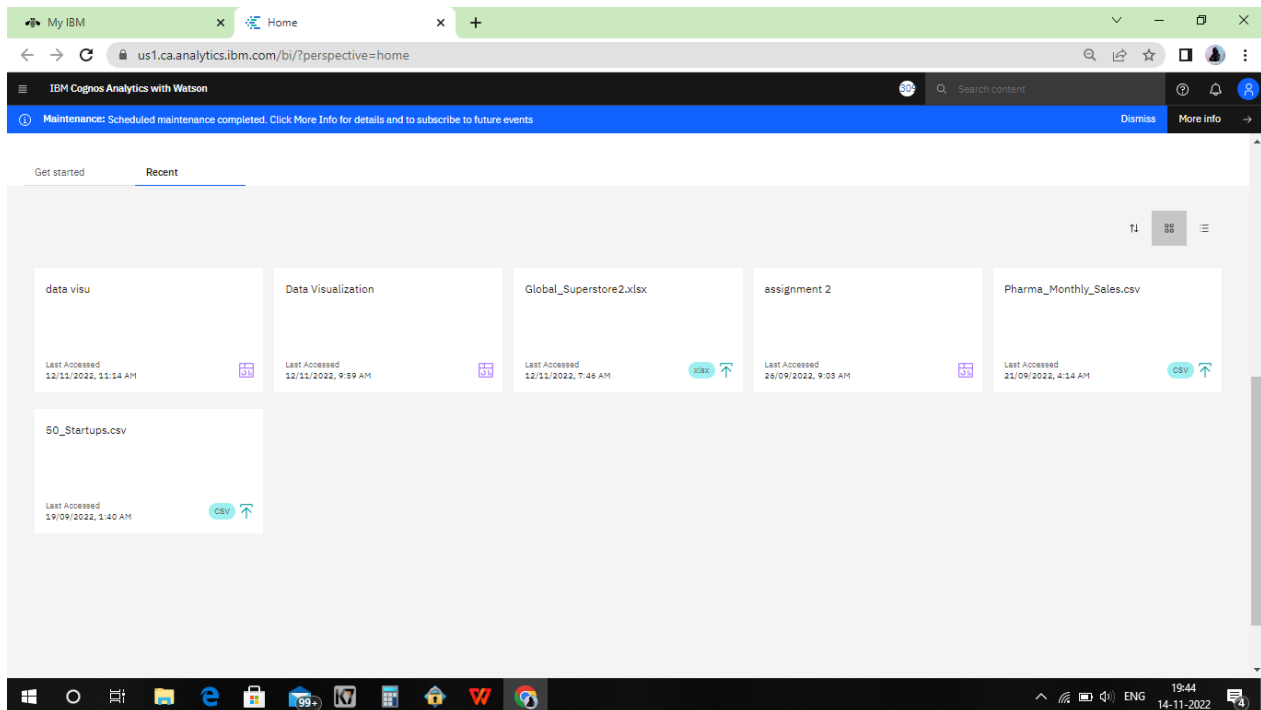 My IBM
Home
us1.ca.analytics.ibm.com/bi/?perspective=home
IBM Cognos Analytics with Watson
Search content
Maintenance: Scheduled maintenance completed. Click More Info for details and to subscribe to future events
Dismiss
More info
Get started
Recent
data visu
Last Accessed
12/11/2022, 11:14 AM
Data Visualization
Last Accessed
12/11/2022, 9:59 AM
Global_Superstore2.xlsx
Last Accessed
12/11/2022, 7:46 AM
xlsx
assignment 2
Last Accessed
26/09/2022, 9:03 AM
Pharma_Monthly_Sales.csv
Last Accessed
21/09/2022, 4:14 AM
CSV
50_Startups.csv
Last Accessed
19/09/2022, 1:40 AM
CSV
99+
ENG
19:44
14-11-2022
4